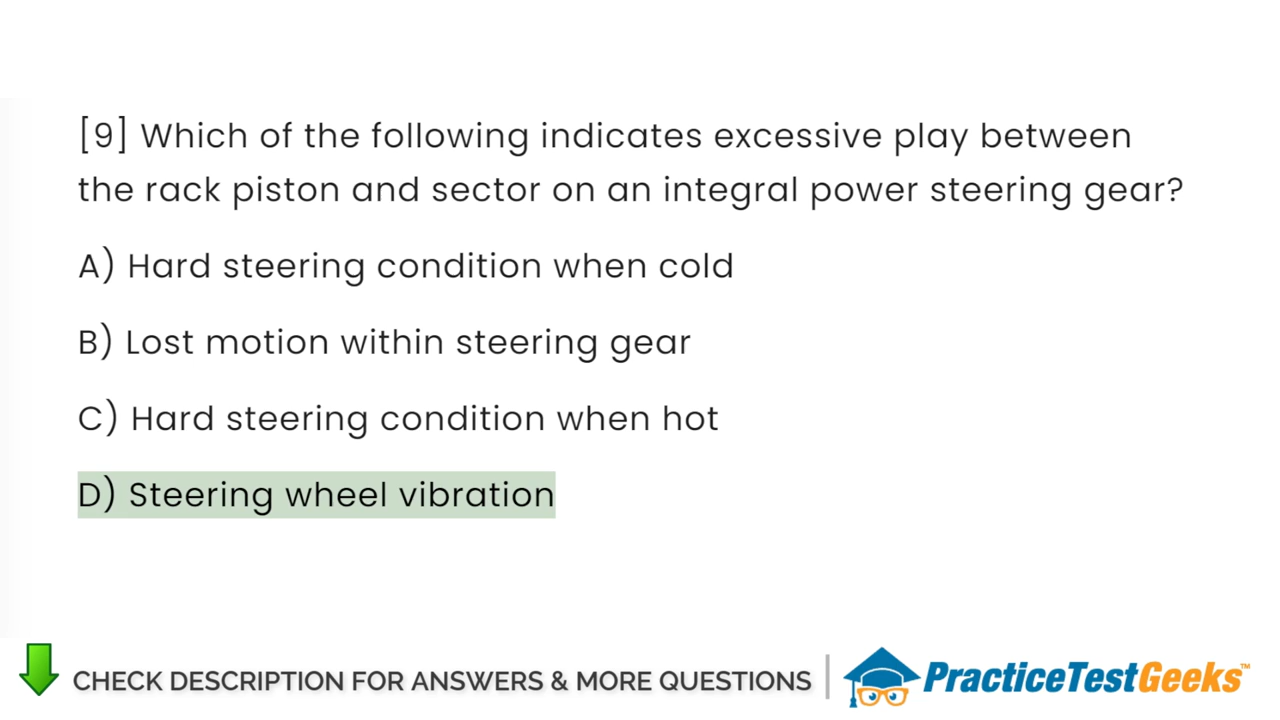 [9] Which of the following indicates excessive play between
the rack piston and sector on an integral power steering gear?
A) Hard steering condition when cold
B) Lost motion within steering gear
C) Hard steering condition when hot
D) Steering wheel vibration
CHECK DESCRIPTION FOR ANSWERS & MORE QUESTIONS
PracticeTestGeeks™